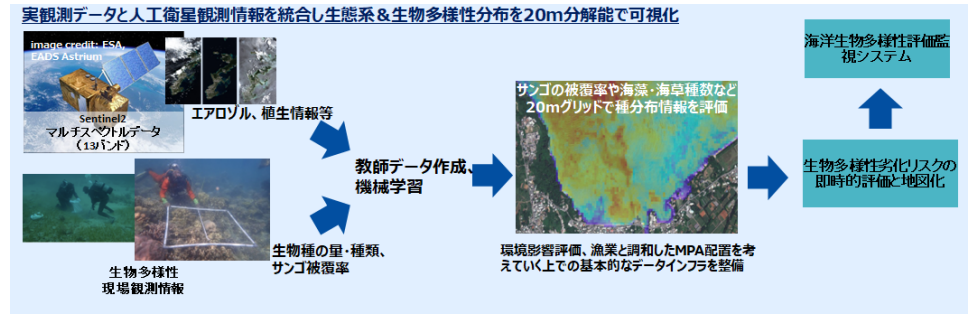 実観測データと人工衛星観測情報を統合し生態系＆生物多様性分布を20m分解能で可視化
image credit: ESA,
EADS Astrium
Sentinel2
マルチスペクトルデータ
（13バンド）
エアロゾル、植生情報等
生物多様性
現場観測情報
生物種の量・種類、
サンゴ被覆率
教師データ作成、
機械学習
サンゴの被覆率や海藻・海草種数など
20mグリッドで種分布情報を評価
環境影響評価、漁業と調和したMPA配置を考
えていく上での基本的なデータインフラを整備
海洋生物多様性評価監
視システム
生物多様性劣化リスクの
即時的評価と地図化